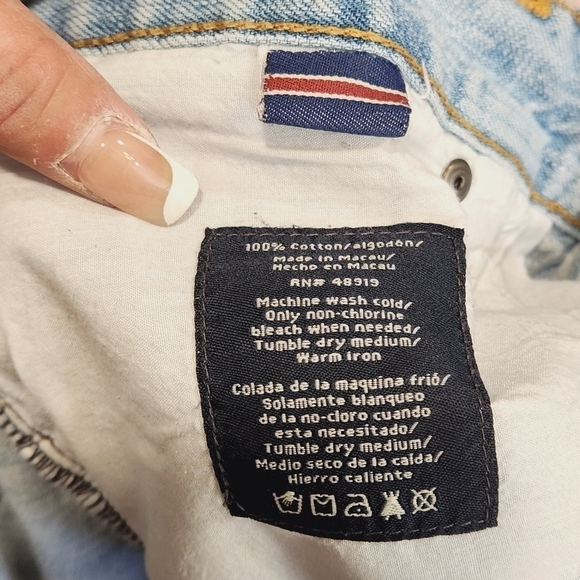 100% Cotton/algodón/
Made in Macau/
Hecho en Macau
RN# 48919
Machine wash cold/
Only non-chlorine
bleach when needed/
Tumble dry medium/
Warm iron
Colada de la maquina frió/
Solamente blanqueo
de la no-cloro cuando
esta necesitado/
Tumble dry medium/
Medio seco de la caida/
Hierro caliente